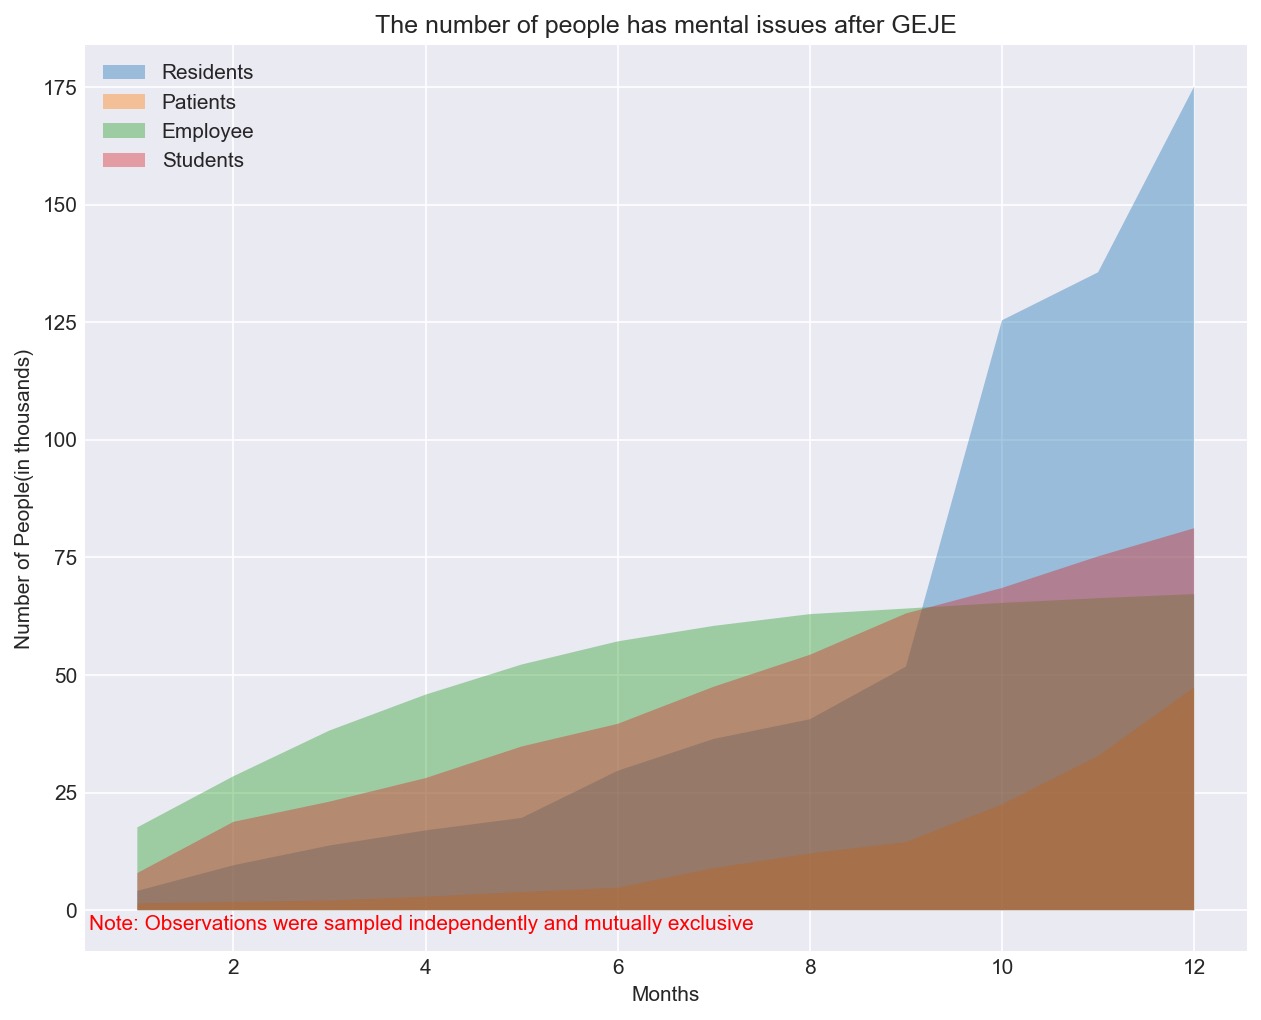 The number of people has mental issues after GEJE
Residents
Patients
Employee
Students
175
150
125
100
75
50
25
0
Number of People(in thousands)
Note: Observations were sampled independently and mutually exclusive
2 4 6 8 10 12
Months